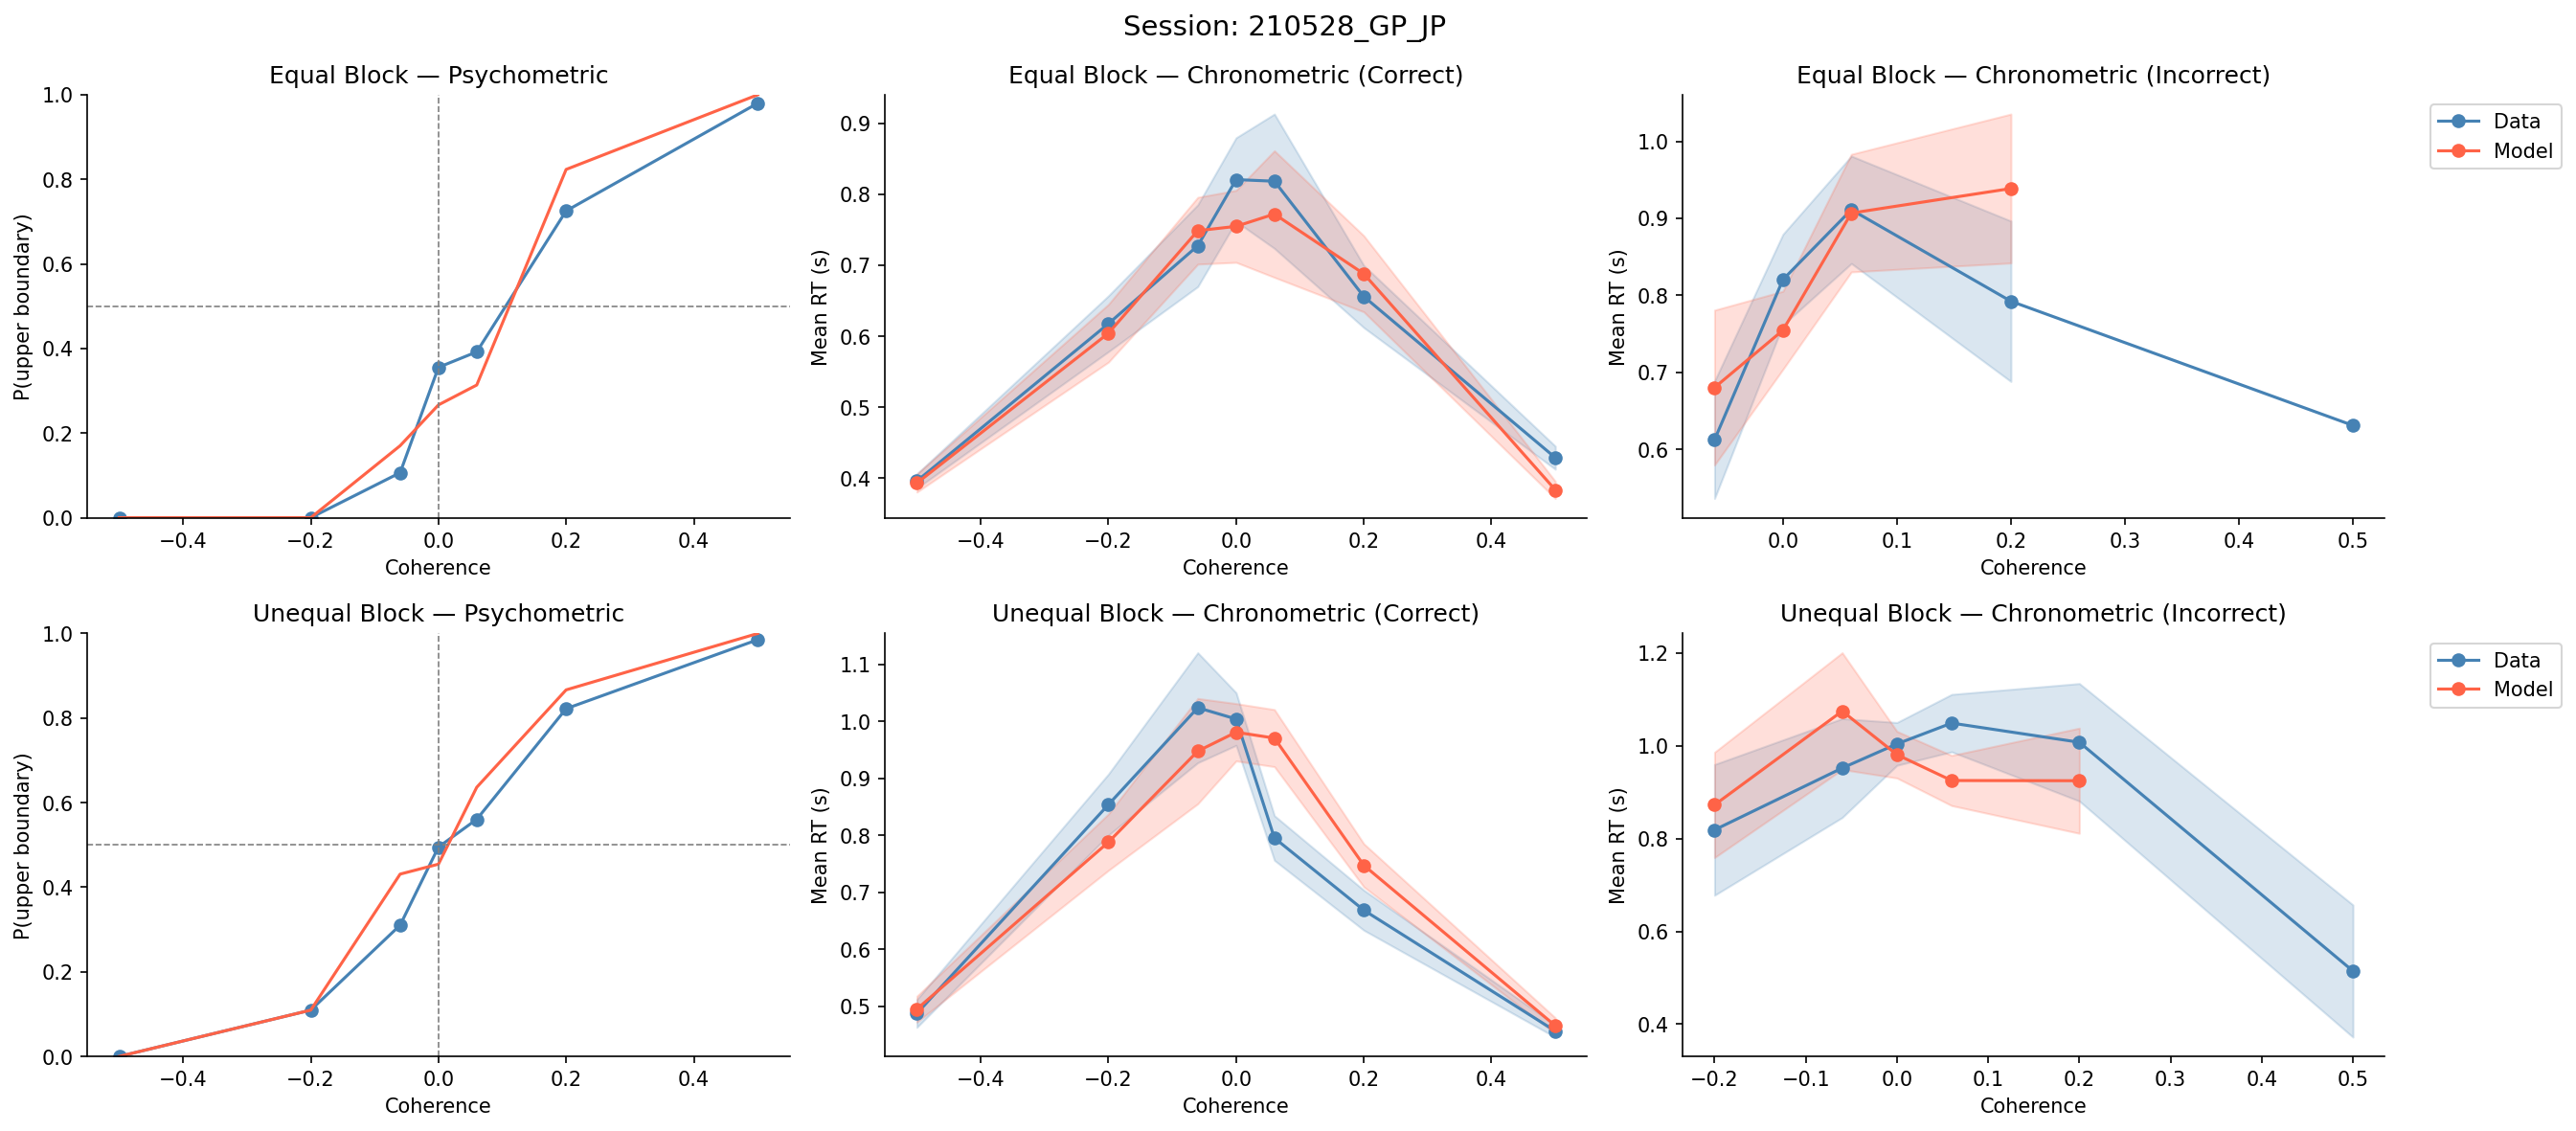 Session: 210528_GP_JP
Equal Block — Psychometric
1.0
0.8
0.6
0.4
0.2
0.0
P(upper boundary)
−0.4 −0.2 0.0 0.2 0.4
Coherence
Equal Block — Chronometric (Correct)
0.9
0.8
0.7
0.6
0.5
0.4
Mean RT (s)
−0.4 −0.2 0.0 0.2 0.4
Coherence
Equal Block — Chronometric (Incorrect)
1.0
0.9
0.8
0.7
0.6
Mean RT (s)
0.0 0.1 0.2 0.3 0.4 0.5
Coherence
Data
Model
Unequal Block — Psychometric
1.0
0.8
0.6
0.4
0.2
0.0
P(upper boundary)
−0.4 −0.2 0.0 0.2 0.4
Coherence
Unequal Block — Chronometric (Correct)
1.1
1.0
0.9
0.8
0.7
0.6
0.5
Mean RT (s)
−0.4 −0.2 0.0 0.2 0.4
Coherence
Unequal Block — Chronometric (Incorrect)
1.2
1.0
0.8
0.6
0.4
Mean RT (s)
−0.2 −0.1 0.0 0.1 0.2 0.3 0.4 0.5
Coherence
Data
Model